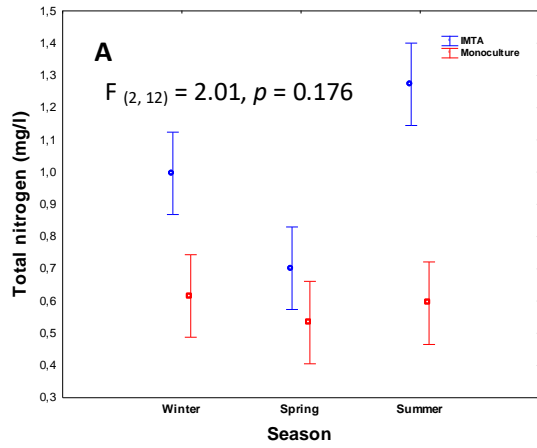 A
F (2, 12) = 2.01, p = 0.176
IMTA
Monoculture
Total nitrogen (mg/l)
1,5
1,4
1,3
1,2
1,1
1,0
0,9
0,8
0,7
0,6
0,5
0,4
0,3
Winter Spring Summer
Season